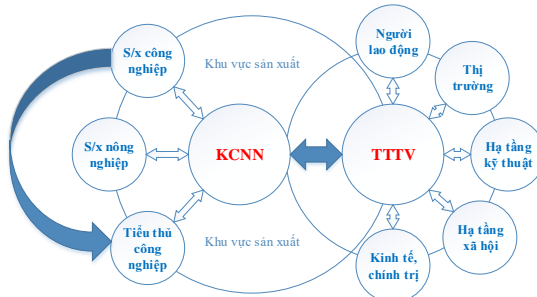 Người
lao động
S/x công
nghiệp
Khu vực sản xuất
Thị
trường
S/x nông
nghiệp
KCNN
TTTV
Hạ tầng
kỹ thuật
Tiểu thủ
công
nghiệp
Khu vực sản xuất
Hạ tầng
xã hội
Kinh tế,
chính trị